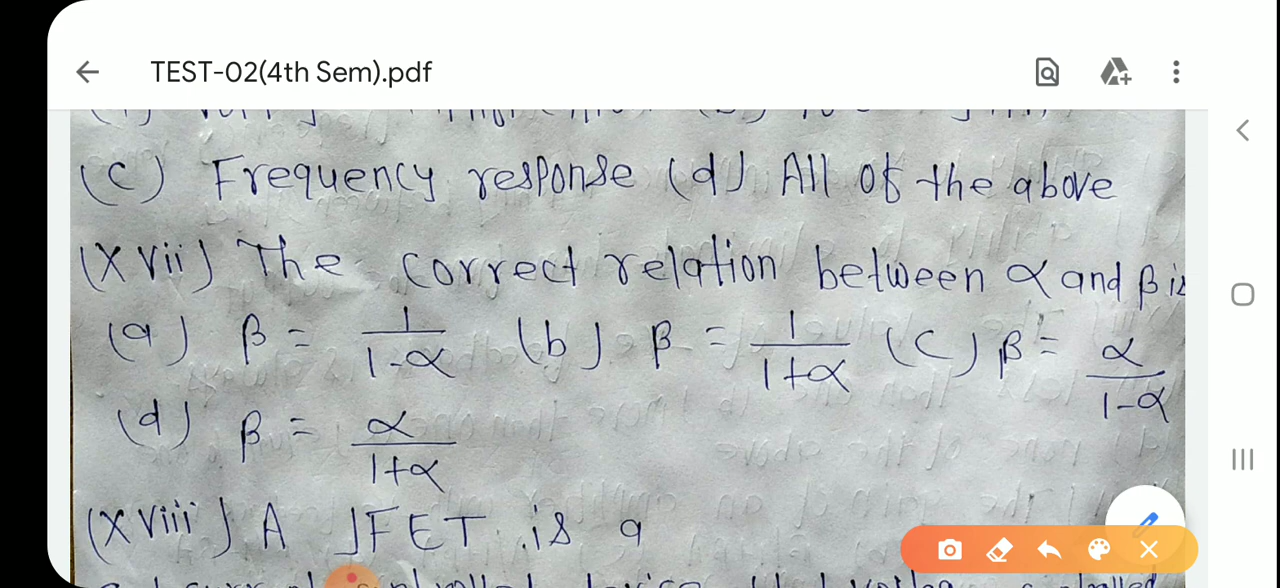 TEST-02(4th Sem).pdf
(c) Frequency response (d) All of the above
(XVii) The correct relation between α and β is
(a) β = 1/(1-α) (b) β = 1/(1+α) (c) β = α/(1-α)
(d) β = α/(1+α)
(XViii) A JFET is a